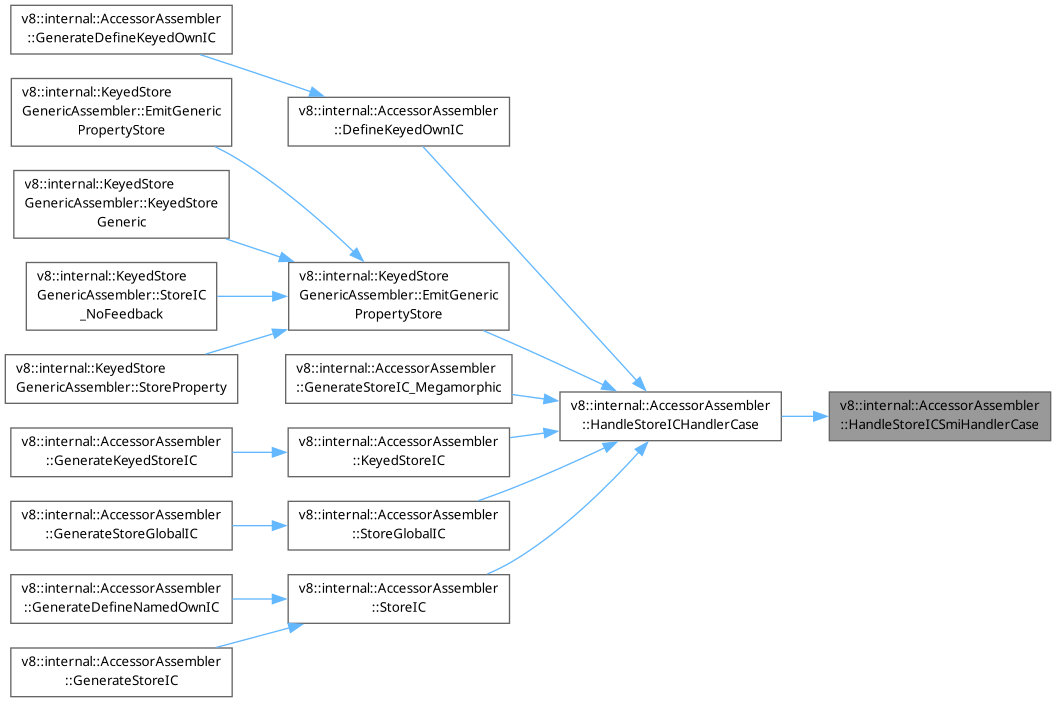 v8::internal::AccessorAssembler
::GenerateDefineKeyedOwnIC
v8::internal::KeyedStore
GenericAssembler::EmitGeneric
PropertyStore
v8::internal::KeyedStore
GenericAssembler::KeyedStore
Generic
v8::internal::KeyedStore
GenericAssembler::StoreIC
_NoFeedback
v8::internal::KeyedStore
GenericAssembler::StoreProperty
v8::internal::AccessorAssembler
::GenerateKeyedStoreIC
v8::internal::AccessorAssembler
::GenerateStoreGlobalIC
v8::internal::AccessorAssembler
::GenerateDefineNamedOwnIC
v8::internal::AccessorAssembler
::GenerateStoreIC
v8::internal::AccessorAssembler
::DefineKeyedOwnIC
v8::internal::KeyedStore
GenericAssembler::EmitGeneric
PropertyStore
v8::internal::AccessorAssembler
::GenerateStoreIC_Megamorphic
v8::internal::AccessorAssembler
::KeyedStoreIC
v8::internal::AccessorAssembler
::StoreGlobalIC
v8::internal::AccessorAssembler
::StoreIC
v8::internal::AccessorAssembler
::HandleStoreICHandlerCase
v8::internal::AccessorAssembler
::HandleStoreICSmiHandlerCase